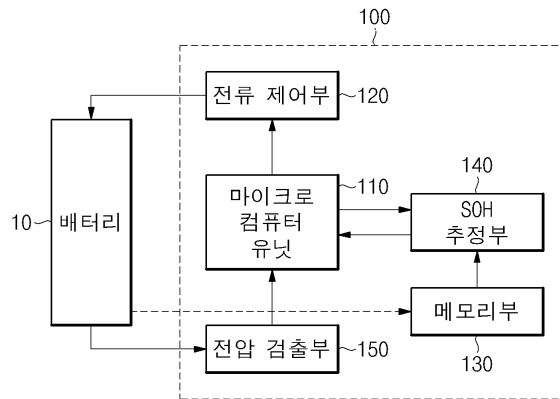 100
전류 제어부
120
10
배터리
마이크로
컴퓨터
유닛
110
140
SOH
추정부
메모리부
130
전압 검출부
150